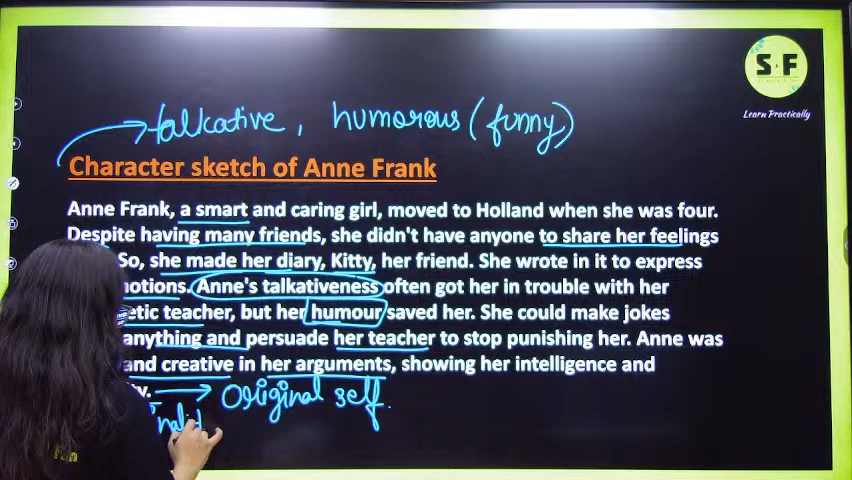 S & F
Learn Practically
talkative, humorous (funny)
Character sketch of Anne Frank
Anne Frank, a smart and caring girl, moved to Holland when she was four.
Despite having many friends, she didn't have anyone to share her feelings
So, she made her diary, Kitty, her friend. She wrote in it to express
Anne's talkativeness often got her in trouble with her
teacher, but her humour saved her. She could make jokes
anything and persuade her teacher to stop punishing her. Anne was
and creative in her arguments, showing her intelligence and
Original self.